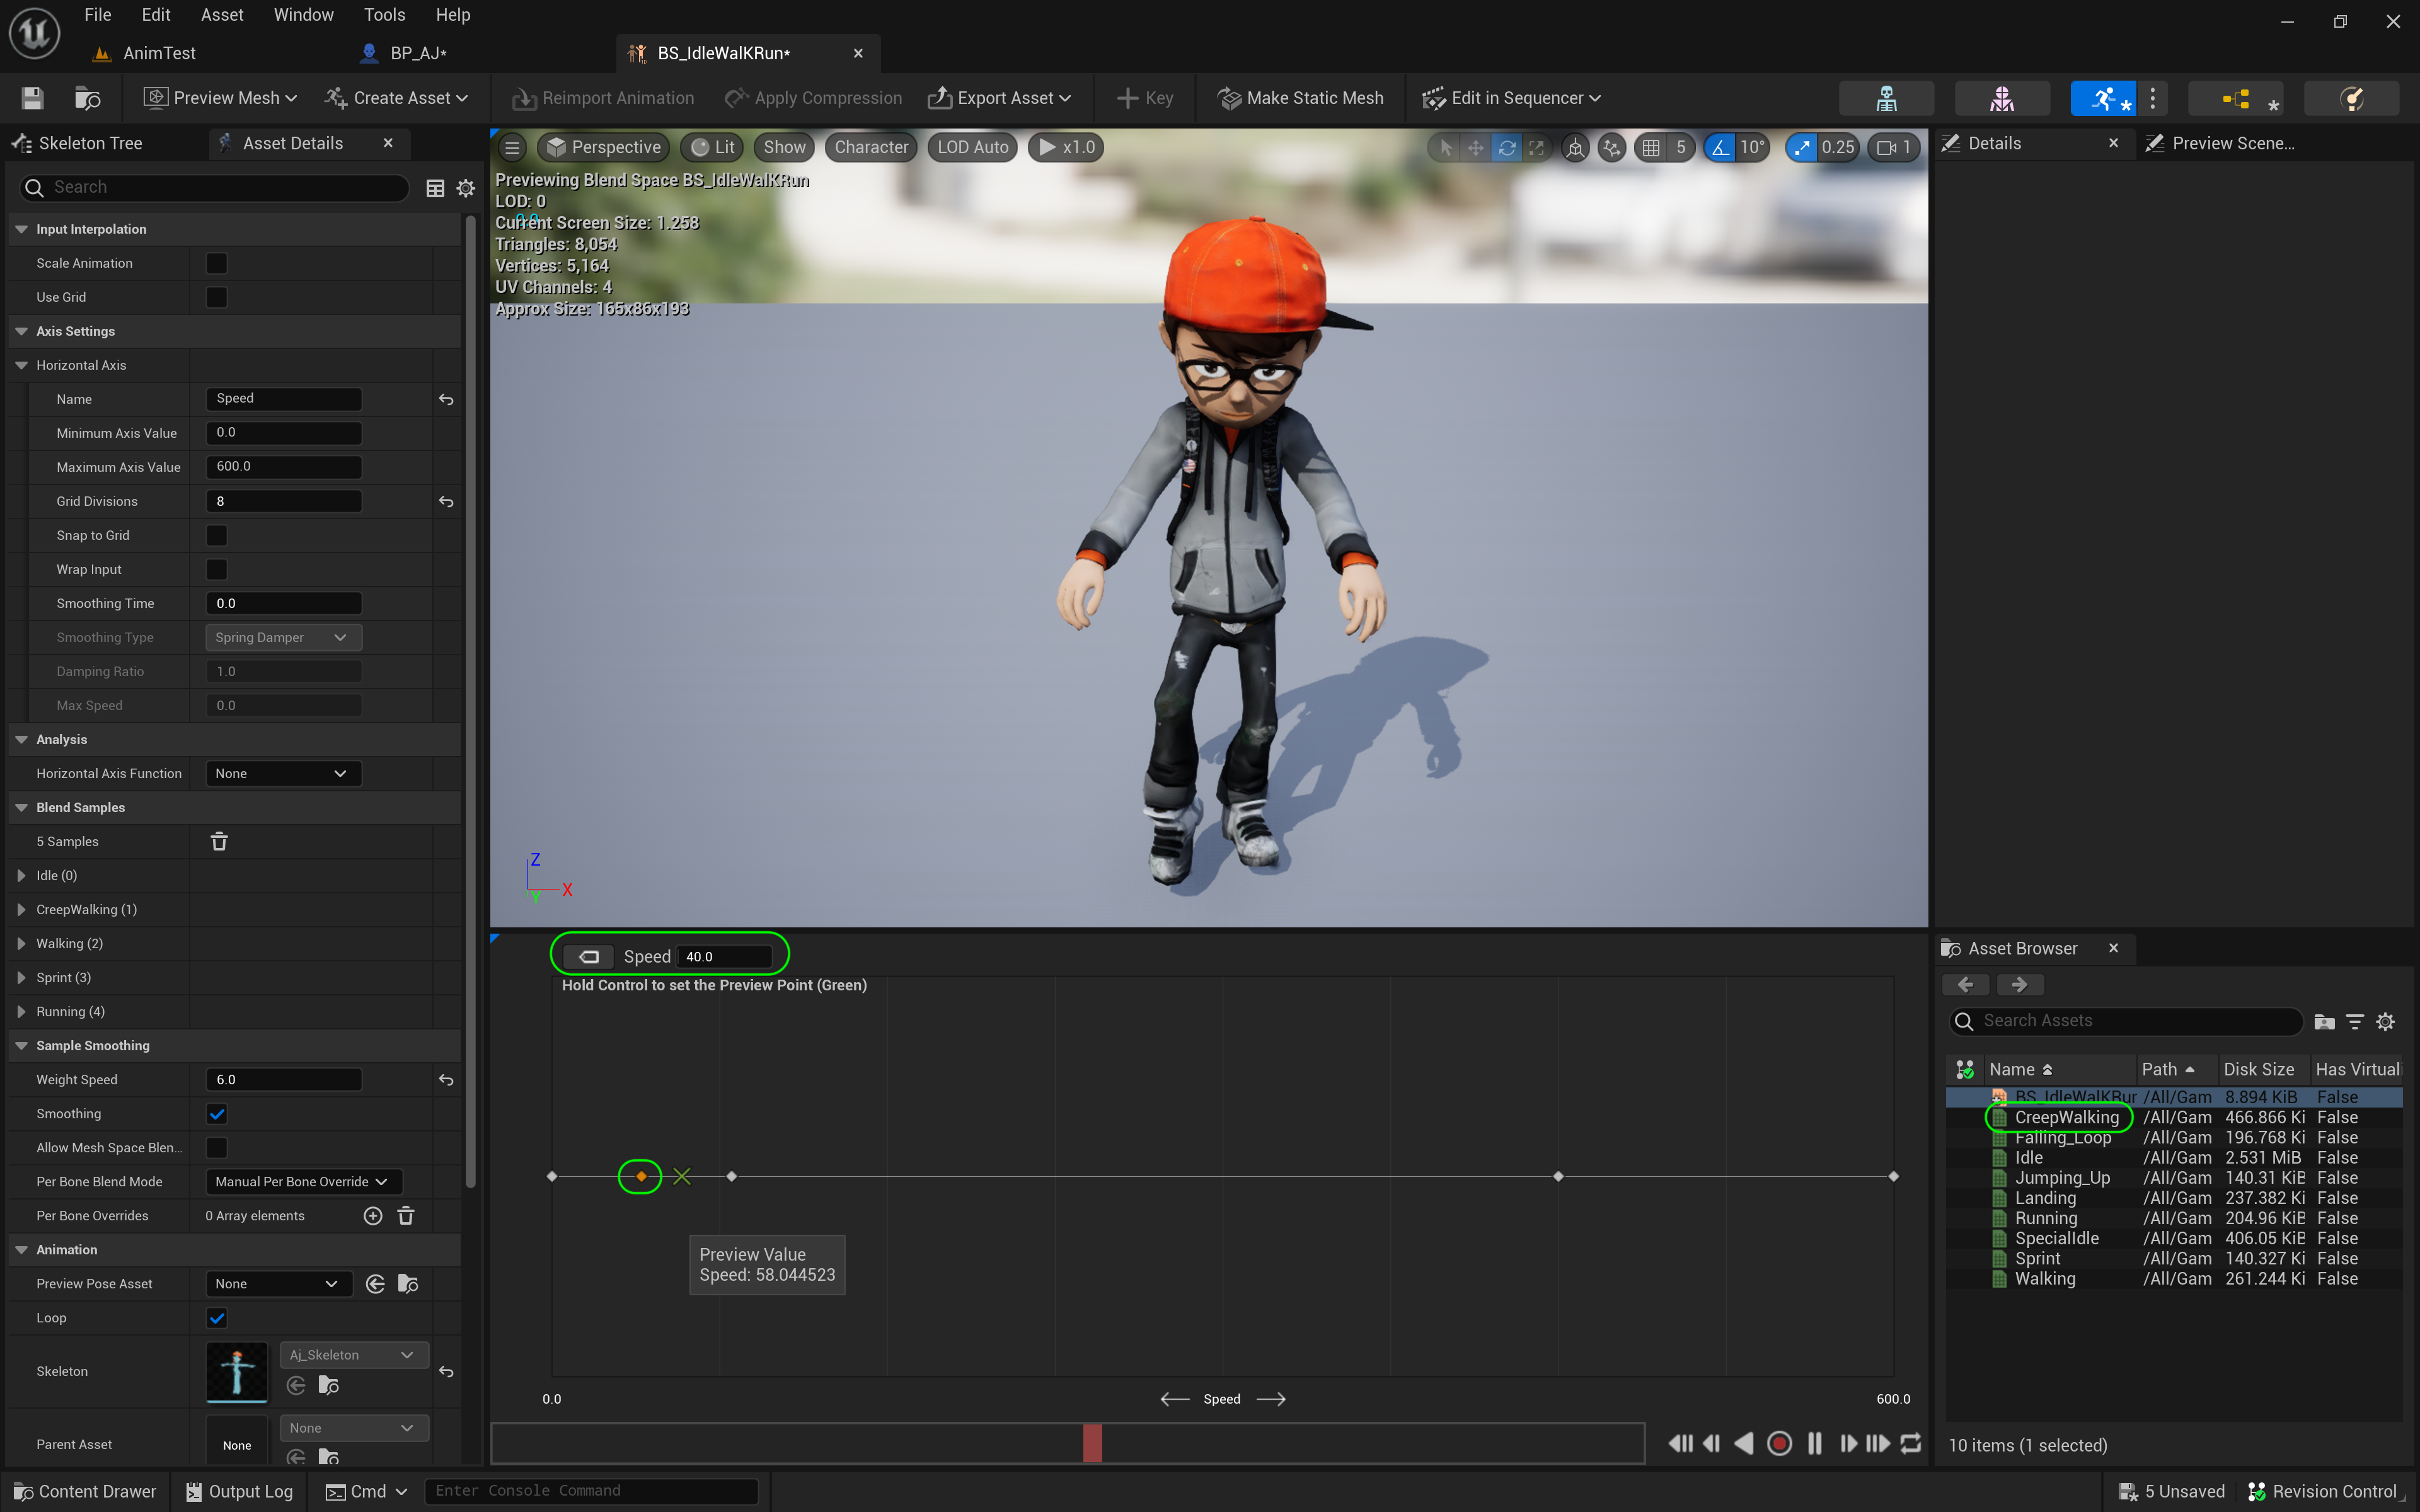 File Edit Asset Window Tools Help
AnimTest BP_AJ* BS_IdleWalKRun*
Preview Mesh Create Asset Reimport Animation Apply Compression Export Asset Key Make Static Mesh Edit in Sequencer
Skeleton Tree Asset Details
Search
Input Interpolation
Scale Animation
Use Grid
Axis Settings
Horizontal Axis
Name Speed
Minimum Axis Value 0.0
Maximum Axis Value 600.0
Grid Divisions 8
Snap to Grid
Wrap Input
Smoothing Time 0.0
Smoothing Type Spring Damper
Damping Ratio 1.0
Max Speed 0.0
Analysis
Horizontal Axis Function None
Blend Samples
5 Samples
Idle (0)
CreepWalking (1)
Walking (2)
Sprint (3)
Running (4)
Sample Smoothing
Weight Speed 6.0
Smoothing
Allow Mesh Space Blen...
Per Bone Blend Mode Manual Per Bone Override
Per Bone Overrides 0 Array elements
Animation
Preview Pose Asset None
Loop
Skeleton Aj_Skeleton
Parent Asset None None
Perspective Lit Show Character LOD Auto x1.0 5 10° 0.25 1
Previewing Blend Space BS_IdleWalKRun
LOD: 0
Current Screen Size: 1.258
Triangles: 8,054
Vertices: 5,164
UV Channels: 4
Approx Size: 165x86x193
Z
X
Y
Speed 40.0
Hold Control to set the Preview Point (Green)
Preview Value
Speed: 58.044523
0.0 Speed 600.0
Details Preview Scene...
Asset Browser
Search Assets
Name Path Disk Size Has Virtuali
BS_IdleWalKRur /All/Gam 8.894 KiB False
CreepWalking /All/Gam 466.866 Ki False
Falling_Loop /All/Gam 196.768 Ki False
Idle /All/Gam 2.531 MiB False
Jumping_Up /All/Gam 140.31 KiB False
Landing /All/Gam 237.382 Ki False
Running /All/Gam 204.96 KiB False
SpecialIdle /All/Gam 406.05 KiB False
Sprint /All/Gam 140.327 Ki False
Walking /All/Gam 261.244 Ki False
10 items (1 selected)
Content Drawer Output Log Cmd Enter Console Command 5 Unsaved Revision Control